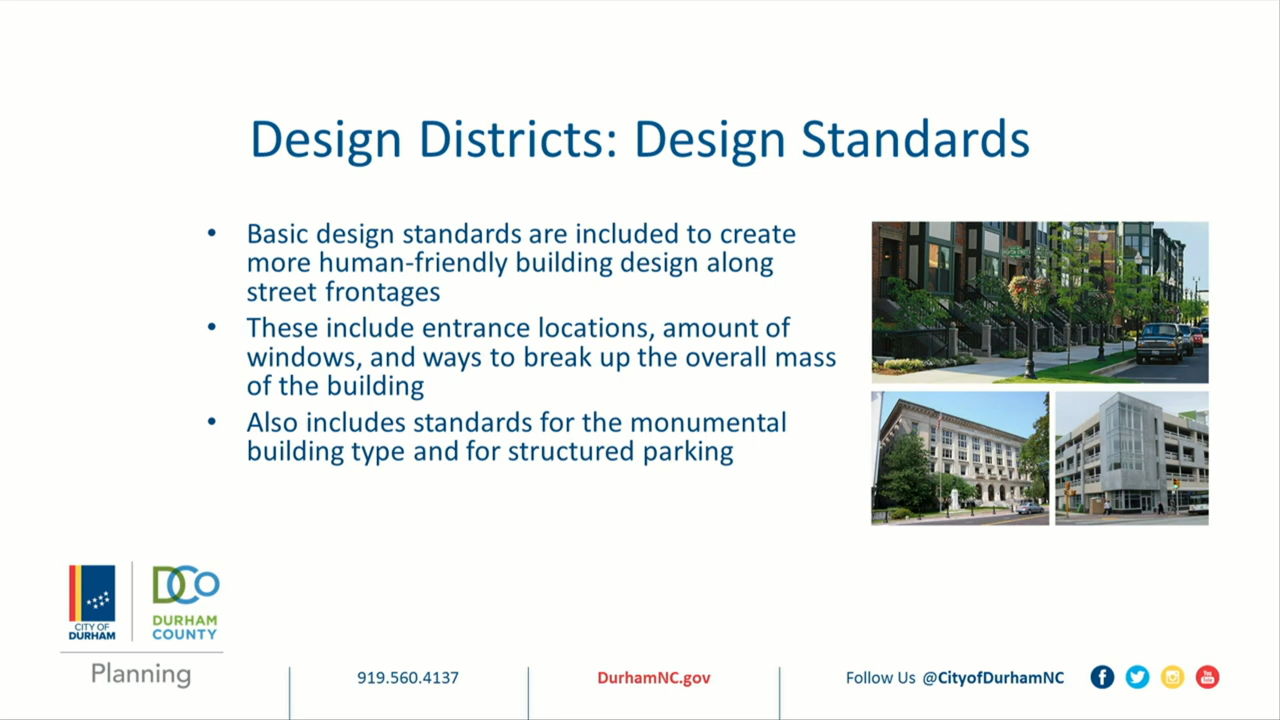 Design Districts: Design Standards
• Basic design standards are included to create
more human-friendly building design along
street frontages
• These include entrance locations, amount of
windows, and ways to break up the overall mass
of the building
• Also includes standards for the monumental
building type and for structured parking
CITY OF
DURHAM
DCO
DURHAM
COUNTY
Planning
919.560.4137
DurhamNC.gov
Follow Us @CityofDurhamNC